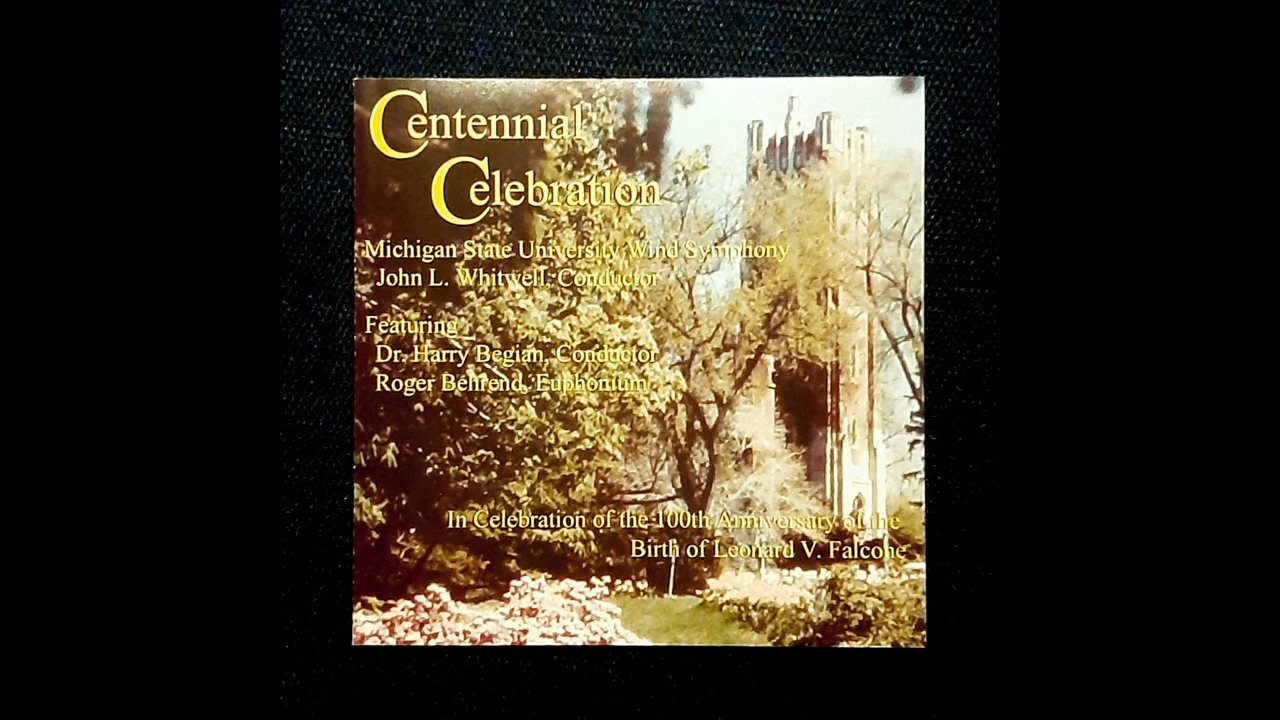 Centennial
Celebration
Michigan State University Wind Symphony
John L. Whitwell, Conductor
Featuring
Dr. Harry Begian, Conductor
Roger Behrend, Euphonium
In Celebration of the 100th Anniversary of the
Birth of Leonard V. Falcone